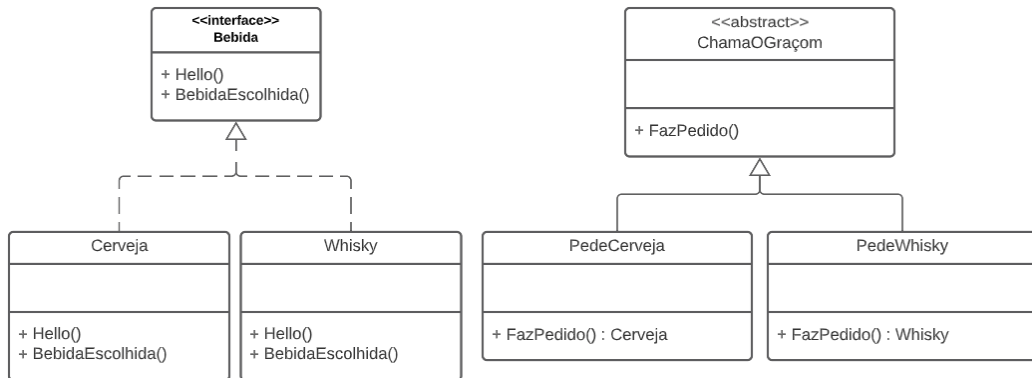 <<interface>>
Bebida
+ Hello()
+ BebidaEscolhida()
<<abstract>>
ChamaOGraçom
+ FazPedido()
Cerveja
+ Hello()
+ BebidaEscolhida()
Whisky
+ Hello()
+ BebidaEscolhida()
PedeCerveja
+ FazPedido() : Cerveja
PedeWhisky
+ FazPedido() : Whisky